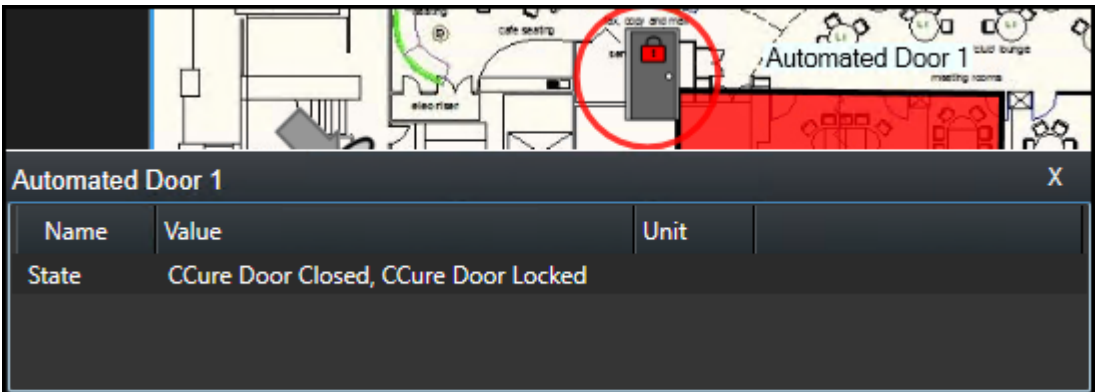 cafe seating
Automated Door 1
meeting rooms
elec riser
Automated Door 1
X
Name Value Unit
State CCure Door Closed, CCure Door Locked